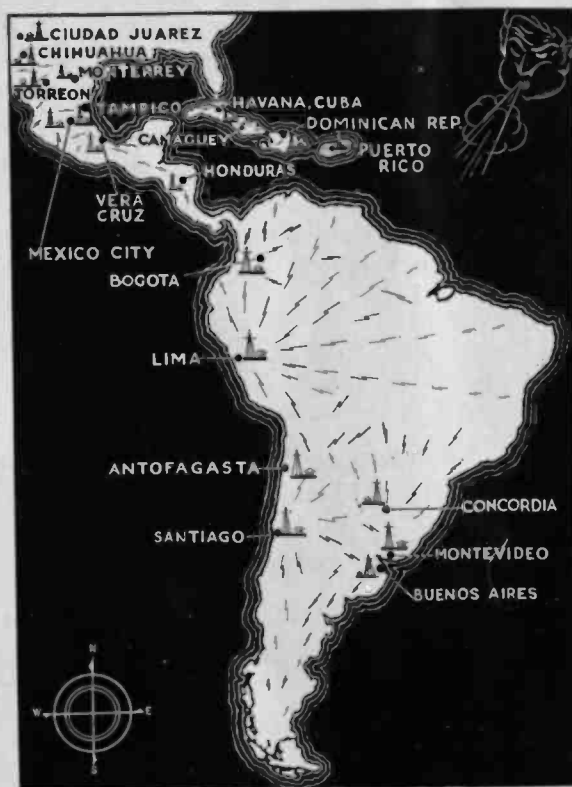 CIUDAD JUAREZ
CHIHUAHUA
MONTERREY
TORREON
TAMPICO
HAVANA, CUBA
DOMINICAN REP.
CAMAGUEY
PUERTO
RICO
HONDURAS
VERA
CRUZ
MEXICO CITY
BOGOTA
LIMA
ANTOFAGASTA
CONCORDIA
SANTIAGO
MONTEVIDEO
BUENOS AIRES
N
W
E
S